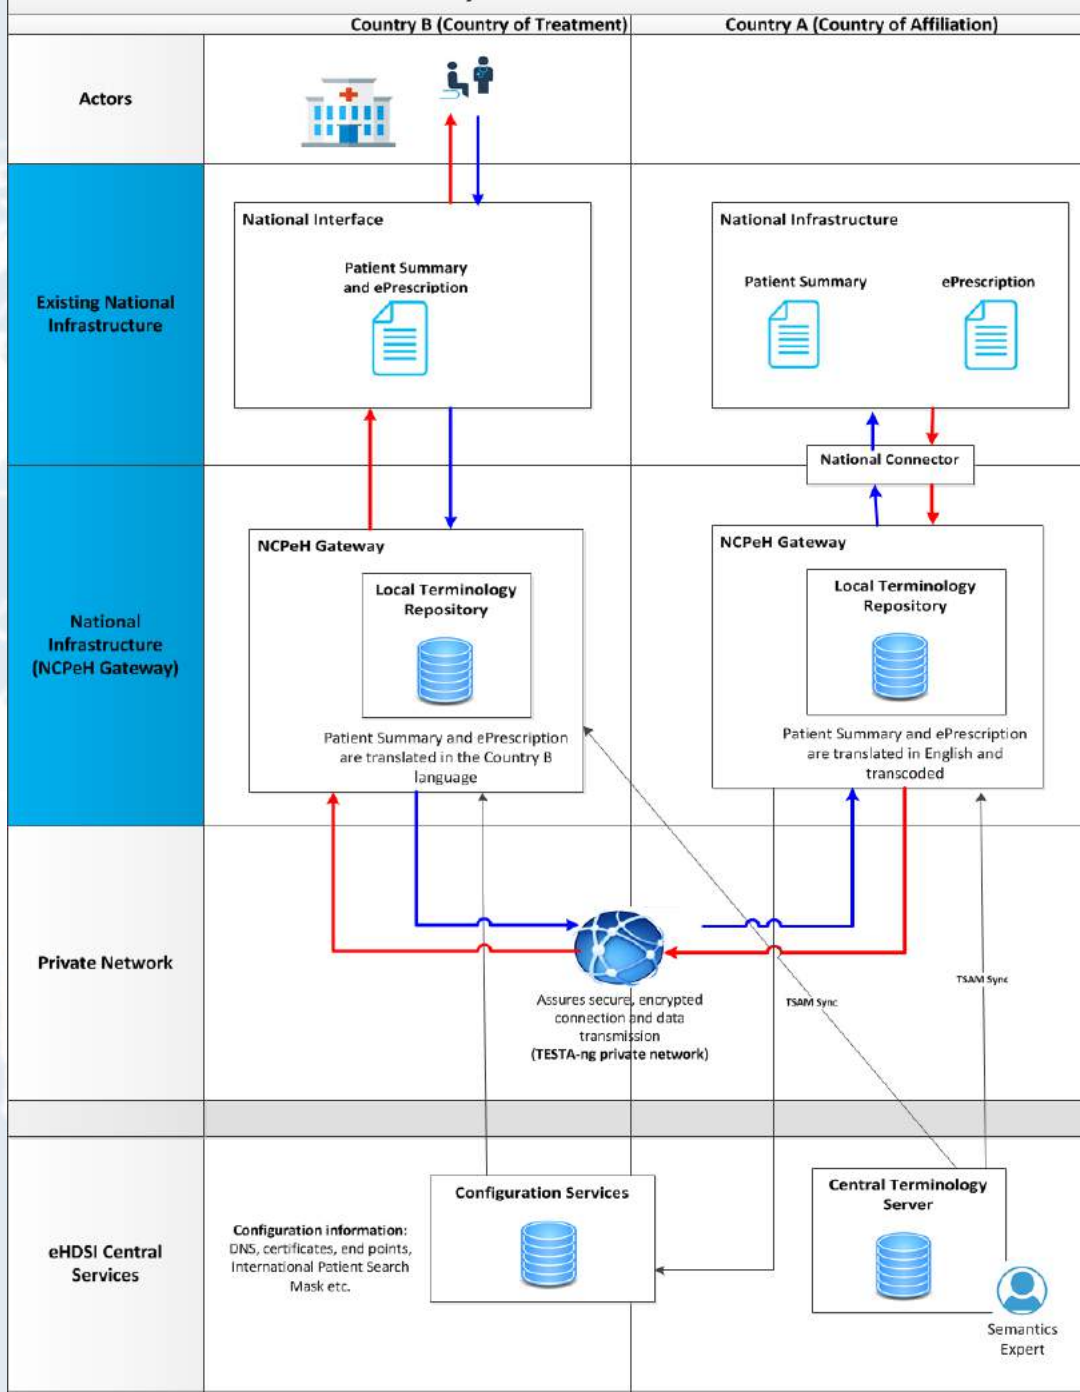 Country B (Country of Treatment)
Country A (Country of Affiliation)
Actors
Existing National
Infrastructure
National Interface
Patient Summary
and ePrescription
National Infrastructure
Patient Summary
ePrescription
National Connector
National
Infrastructure
(NCPeH Gateway)
NCPeH Gateway
Local Terminology
Repository
Patient Summary and ePrescription
are translated in the Country B
language
NCPeH Gateway
Local Terminology
Repository
Patient Summary and ePrescription
are translated in English and
transcoded
Private Network
Assures secure, encrypted
connection and data
transmission
(TESTA-ng private network)
TSAM Sync
TSAM Sync
eHDSI Central
Services
Configuration information:
DNS, certificates, end points,
International Patient Search
Mask etc.
Configuration Services
Central Terminology
Server
Semantics
Expert